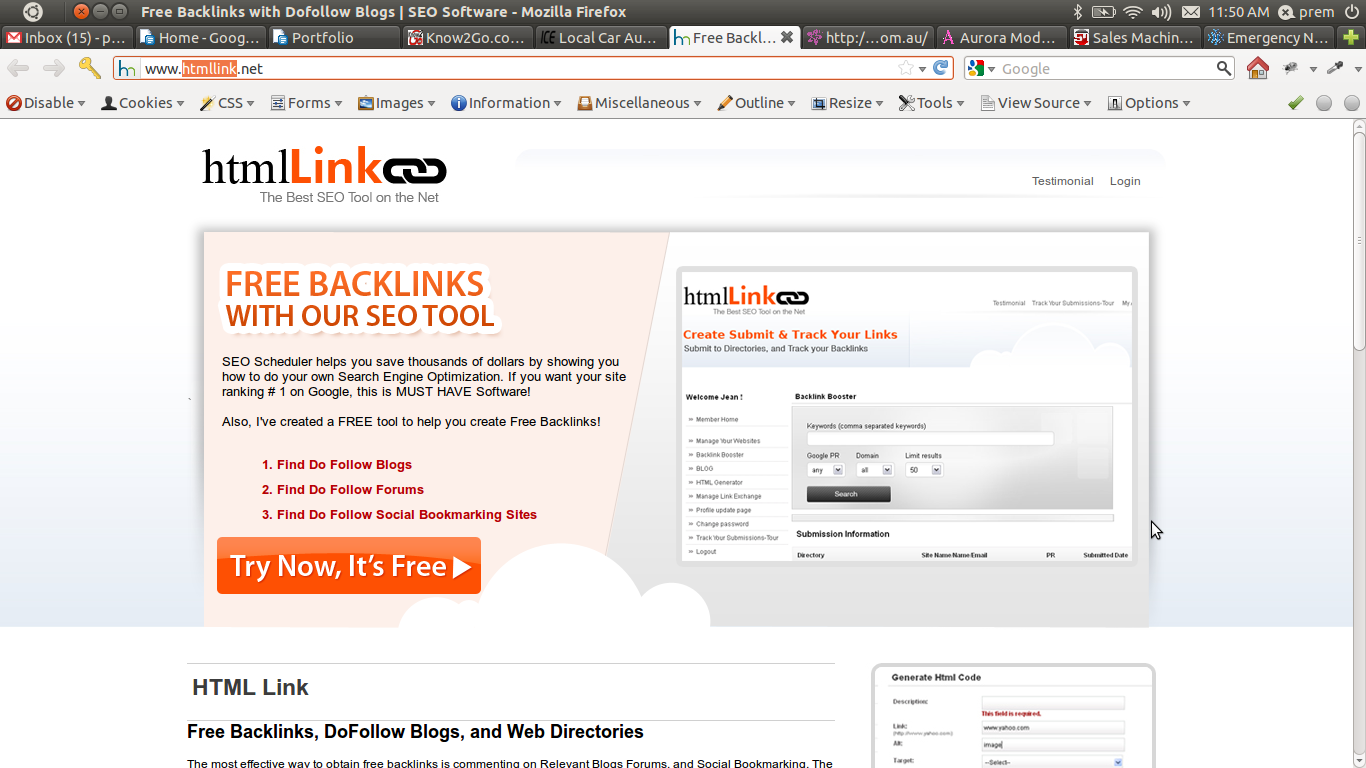 Free Backlinks with Dofollow Blogs | SEO Software - Mozilla Firefox
11:50 AM prem
Inbox (15) - p...
Home - Goog...
Portfolio
Know2Go.co...
ICE Local Car Au...
Free Backl...
http:/...om.au/
Aurora Mod...
Sales Machin...
Emergency N...
www.htmllink.net
Google
Disable Cookies CSS Forms Images Information Miscellaneous Outline Resize Tools View Source Options
htmlLink
The Best SEO Tool on the Net
Testimonial Login
FREE BACKLINKS
WITH OUR SEO TOOL
SEO Scheduler helps you save thousands of dollars by showing you
how to do your own Search Engine Optimization. If you want your site
ranking # 1 on Google, this is MUST HAVE Software!
Also, I've created a FREE tool to help you create Free Backlinks!
1. Find Do Follow Blogs
2. Find Do Follow Forums
3. Find Do Follow Social Bookmarking Sites
Try Now, It's Free
htmlLink
The Best SEO Tool on the Net
Testimonial Track Your Submissions-Tour My
Create Submit & Track Your Links
Submit to Directories, and Track your Backlinks
Welcome Jean !
» Member Home
» Manage Your Websites
» Backlink Booster
» BLOG
» HTML Generator
» Manage Link Exchange
» Profile update page
» Change password
» Track Your Submissions-Tour
» Logout
Backlink Booster
Keywords (comma separated keywords)
Google PR Domain Limit results
any all 50
Search
Submission Information
Directory Site Name Name Email PR Submitted Date
HTML Link
Free Backlinks, DoFollow Blogs, and Web Directories
The most effective way to obtain free backlinks is commenting on Relevant Blogs Forums, and Social Bookmarking. The
Generate Html Code
Description:
This field is required.
Link: www.yahoo.com
(http://www.yahoo.com)
Alt: image
Target: --Select--